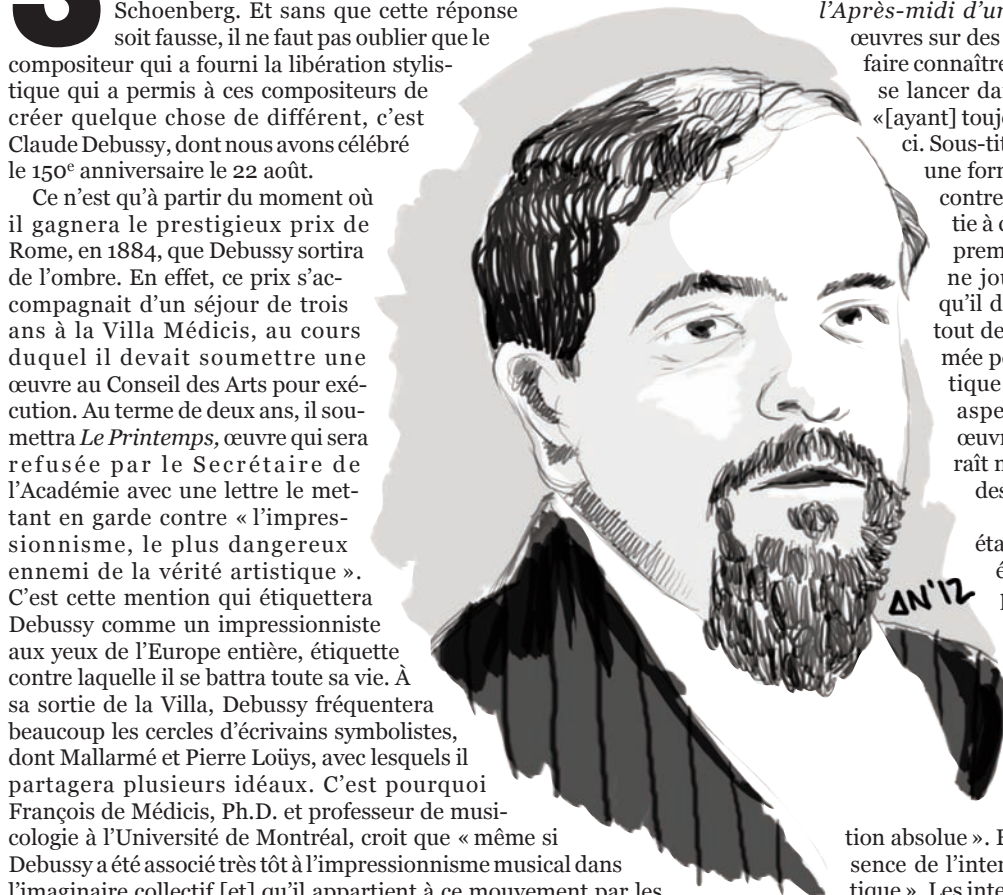 Schoenberg. Et sans que cette réponse
soit fausse, il ne faut pas oublier que le
compositeur qui a fourni la libération stylis-
tique qui a permis à ces compositeurs de
créer quelque chose de différent, c’est
Claude Debussy, dont nous avons célébré
le 150e anniversaire le 22 août.
Ce n’est qu’à partir du moment où
il gagnera le prestigieux prix de
Rome, en 1884, que Debussy sortira
de l’ombre. En effet, ce prix s’ac-
compagnait d’un séjour de trois
ans à la Villa Médicis, au cours
duquel il devait soumettre une
œuvre au Conseil des Arts pour exé-
cution. Au terme de deux ans, il sou-
mettra Le Printemps, œuvre qui sera
refusée par le Secrétaire de
l’Académie avec une lettre le met-
tant en garde contre « l’impres-
sionnisme, le plus dangereux
ennemi de la vérité artistique ».
C’est cette mention qui étiquettera
Debussy comme un impressionniste
aux yeux de l’Europe entière, étiquette
contre laquelle il se battra toute sa vie. À
sa sortie de la Villa, Debussy fréquentera
beaucoup les cercles d’écrivains symbolistes,
dont Mallarmé et Pierre Loüys, avec lesquels il
partagera plusieurs idéaux. C’est pourquoi
François de Médicis, Ph.D. et professeur de musi-
cologie à l’Université de Montréal, croit que « même si
Debussy a été associé très tôt à l’impressionnisme musical dans
l’imaginaire collectif [et] qu’il appartient à ce mouvement par les
AN'12
l’Après-midi d’un
œuvres sur des
faire connaître
se lancer da
«[ayant] toujo
ci. Sous-tit
une form
contre
tie à
prem
ne jou
qu’il d
tout de
mée p
tique
aspe
œuvr
raît
des
éta
tion absolue ».
sence de l’inter
tique ». Les inte